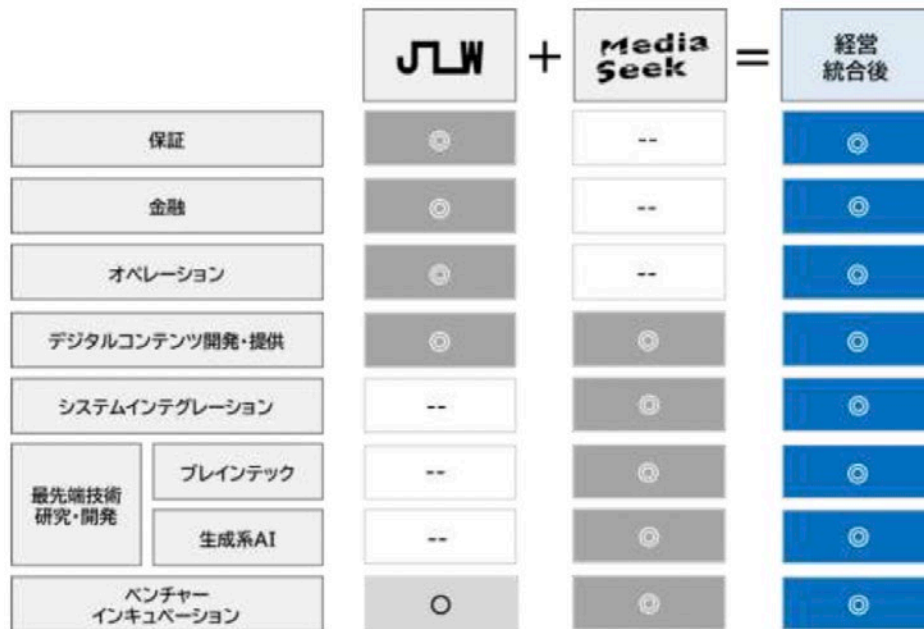 JLW + Media Seek = 経営統合後
保証 ◎ -- ◎
金融 ◎ -- ◎
オペレーション ◎ -- ◎
デジタルコンテンツ開発・提供 ◎ ◎ ◎
システムインテグレーション -- ◎ ◎
最先端技術研究・開発
ブレインテック -- ◎ ◎
生成系AI -- ◎ ◎
ベンチャーインキュベーション ○ ◎ ◎